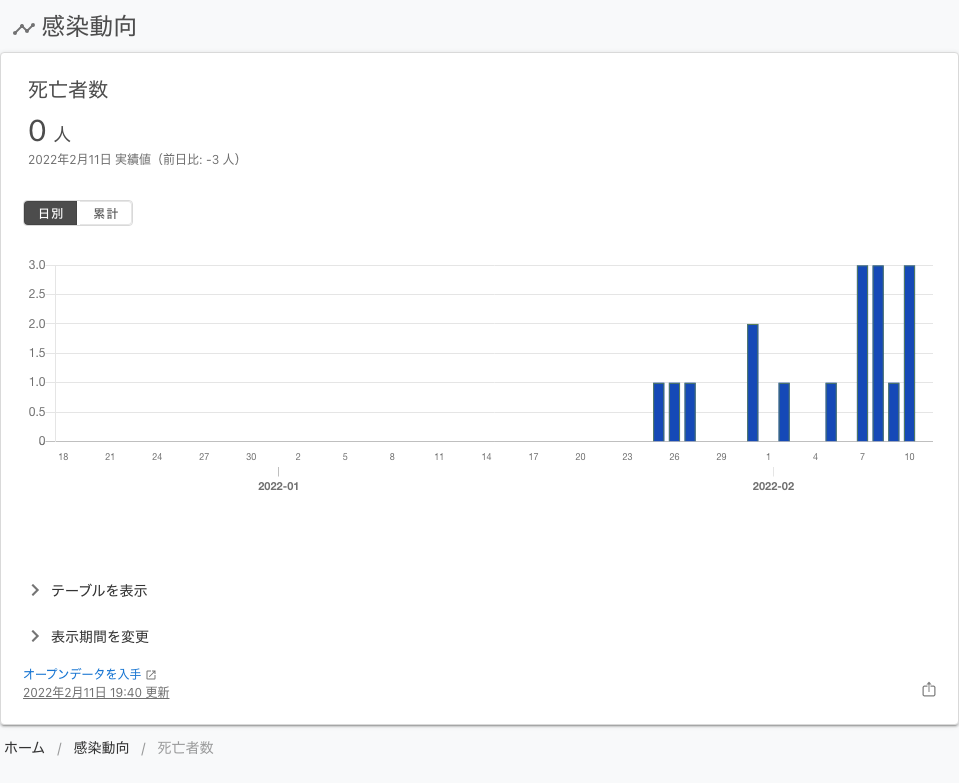 感染動向
死亡者数
0 人
2022年2月11日 実績値（前日比: -3 人）
日別 累計
3.0
2.5
2.0
1.5
1.0
0.5
0
18 21 24 27 30 2 5 8 11 14 17 20 23 26 29 1 4 7 10
2022-01 2022-02
テーブルを表示
表示期間を変更
オープンデータを入手
2022年2月11日 19:40 更新
ホーム / 感染動向 / 死亡者数